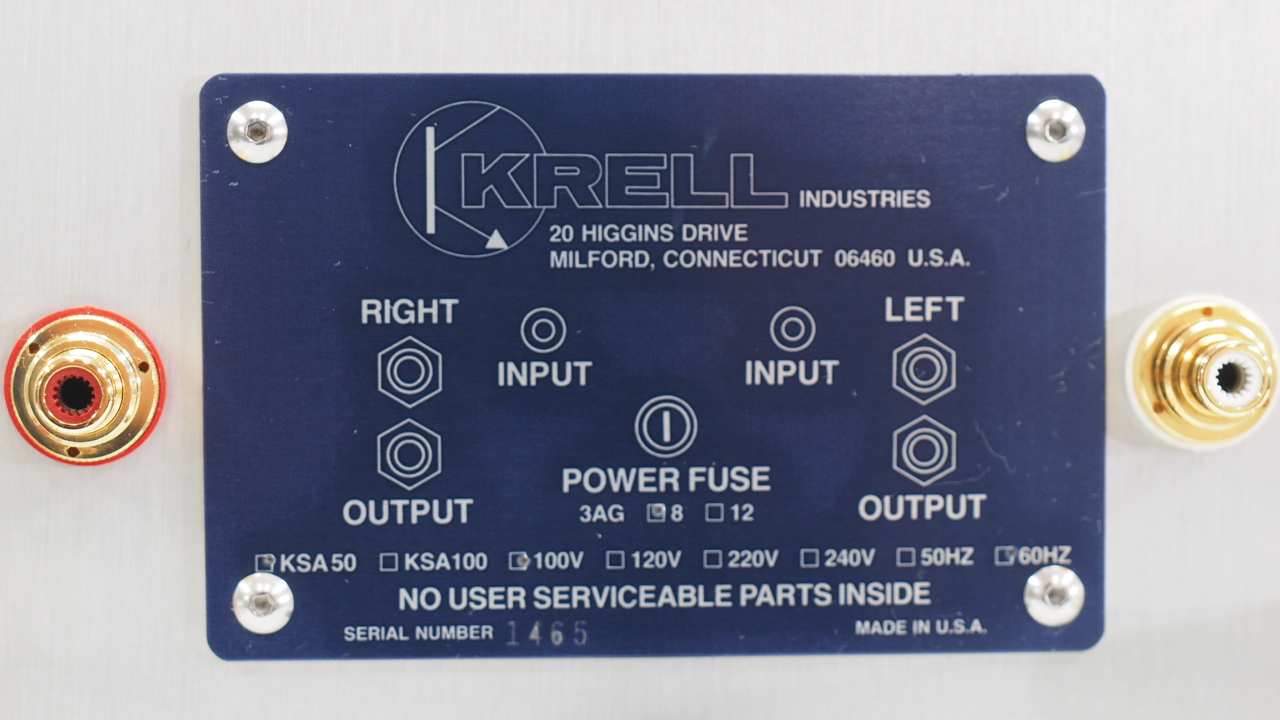 KRELL INDUSTRIES
20 HIGGINS DRIVE
MILFORD, CONNECTICUT 06460 U.S.A.
RIGHT LEFT
INPUT INPUT
POWER FUSE
OUTPUT 3AG 8 12 OUTPUT
KSA50 KSA100 100V 120V 220V 240V 50HZ 60HZ
NO USER SERVICEABLE PARTS INSIDE
SERIAL NUMBER 1465 MADE IN U.S.A.